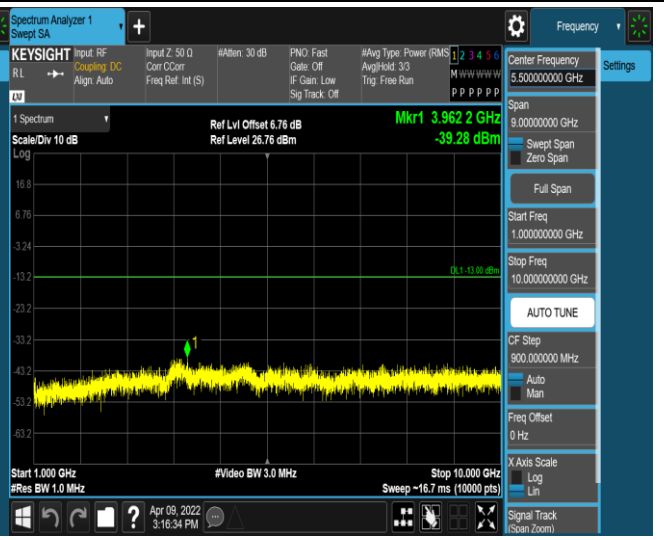 Spectrum Analyzer 1
Swept SA
+
Frequency
KEYSIGHT
RL
LXI
Input: RF
Coupling: DC
Align: Auto
Input Z: 50 Ω
Corr CCorr
Freq Ref: Int (S)
#Atten: 30 dB
PNO: Fast
Gate: Off
IF Gain: Low
Sig Track: Off
#Avg Type: Power (RMS
Avg|Hold: 3/3
Trig: Free Run
1 2 3 4 5 6
M W W W W W
P P P P P P
1 Spectrum
Scale/Div 10 dB
Log
Ref Lvl Offset 6.76 dB
Ref Level 26.76 dBm
Mkr1 3.962 2 GHz
-39.28 dBm
16.8
6.76
-3.24
-13.2
-23.2
-33.2
-43.2
-53.2
-63.2
DL1 -13.00 dBm
1
Start 1.000 GHz
#Res BW 1.0 MHz
#Video BW 3.0 MHz
Stop 10.000 GHz
Sweep ~16.7 ms (10000 pts)
?
Apr 09, 2022
3:16:34 PM
Center Frequency
5.500000000 GHz
Settings
Span
9.00000000 GHz
Swept Span
Zero Span
Full Span
Start Freq
1.000000000 GHz
Stop Freq
10.000000000 GHz
AUTO TUNE
CF Step
900.000000 MHz
Auto
Man
Freq Offset
0 Hz
X Axis Scale
Log
Lin
Signal Track
(Span Zoom)